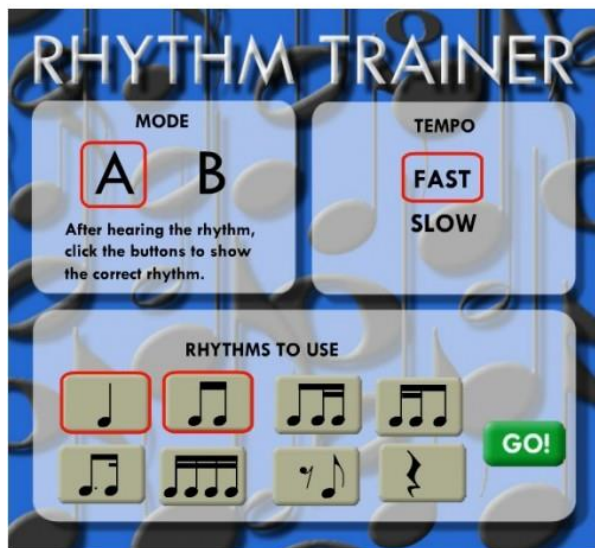 RHYTHM TRAINER
MODE
A B
After hearing the rhythm,
click the buttons to show
the correct rhythm.
TEMPO
FAST
SLOW
RHYTHMS TO USE
GO!